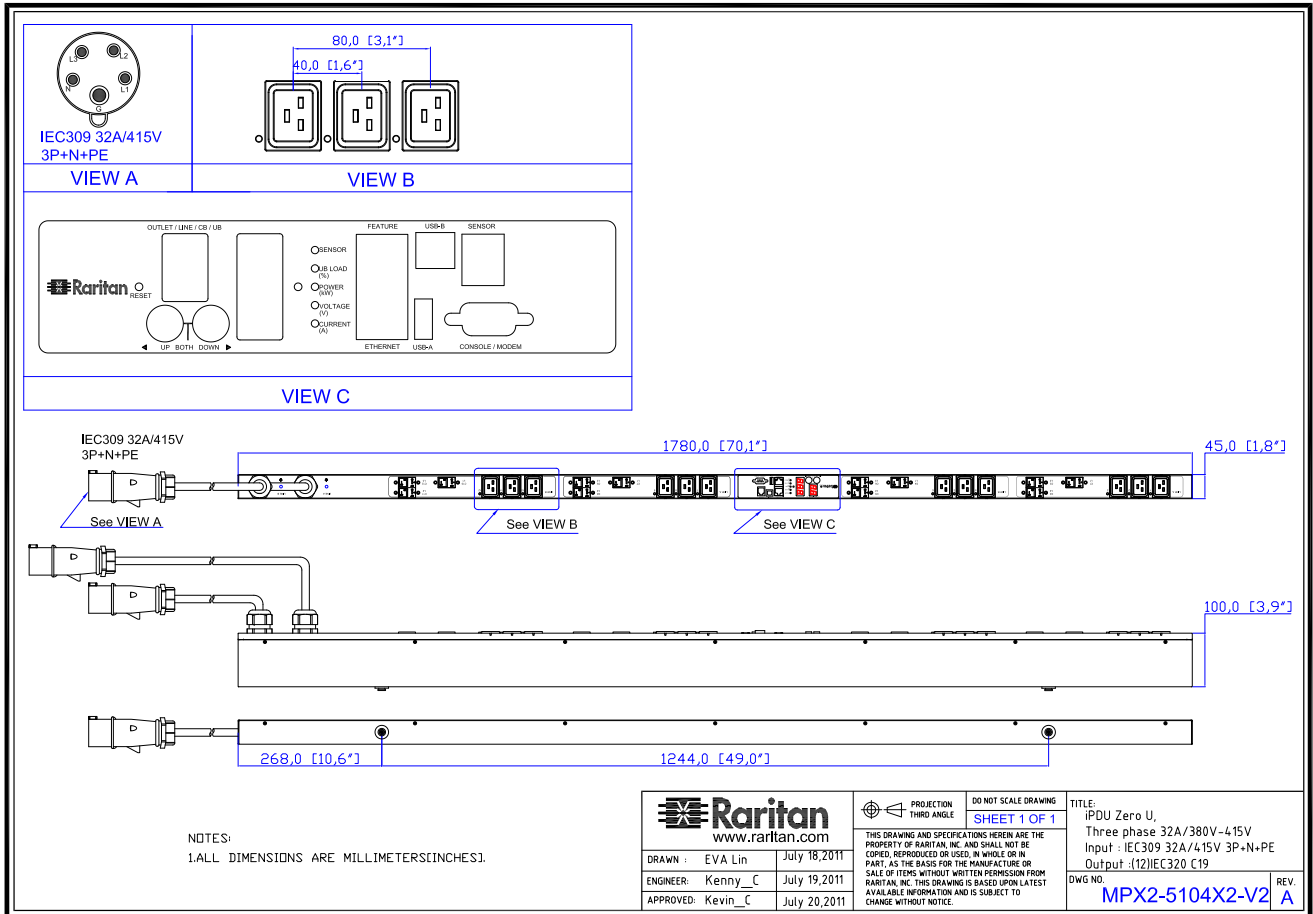 L3
L2
N
L1
G
IEC309 32A/415V
3P+N+PE
VIEW A
80,0 [3,1"]
40,0 [1,6"]
VIEW B
OUTLET / LINE / CB / UB
FEATURE
USB-B
SENSOR
SENSOR
UB LOAD
(%)
POWER
(kW)
VOLTAGE
(V)
CURRENT
(A)
Raritan
RESET
UP BOTH DOWN
ETHERNET
USB-A
CONSOLE / MODEM
VIEW C
IEC309 32A/415V
3P+N+PE
1780,0 [70,1"]
45,0 [1,8"]
See VIEW A
See VIEW B
See VIEW C
100,0 [3,9"]
268,0 [10,6"]
1244,0 [49,0"]
NOTES:
1.ALL DIMENSIONS ARE MILLIMETERS[INCHES].
Raritan
www.raritan.com
DRAWN : EVA Lin July 18,2011
ENGINEER: Kenny_C July 19,2011
APPROVED: Kevin_C July 20,2011
PROJECTION
THIRD ANGLE
DO NOT SCALE DRAWING
SHEET 1 OF 1
THIS DRAWING AND SPECIFICATIONS HEREIN ARE THE
PROPERTY OF RARITAN, INC. AND SHALL NOT BE
COPIED, REPRODUCED OR USED, IN WHOLE OR IN
PART, AS THE BASIS FOR THE MANUFACTURE OR
SALE OF ITEMS WITHOUT WRITTEN PERMISSION FROM
RARITAN, INC. THIS DRAWING IS BASED UPON LATEST
AVAILABLE INFORMATION AND IS SUBJECT TO
CHANGE WITHOUT NOTICE.
TITLE:
iPDU Zero U,
Three phase 32A/380V-415V
Input : IEC309 32A/415V 3P+N+PE
Output :(12)IEC320 C19
DWG NO.
MPX2-5104X2-V2
REV.
A